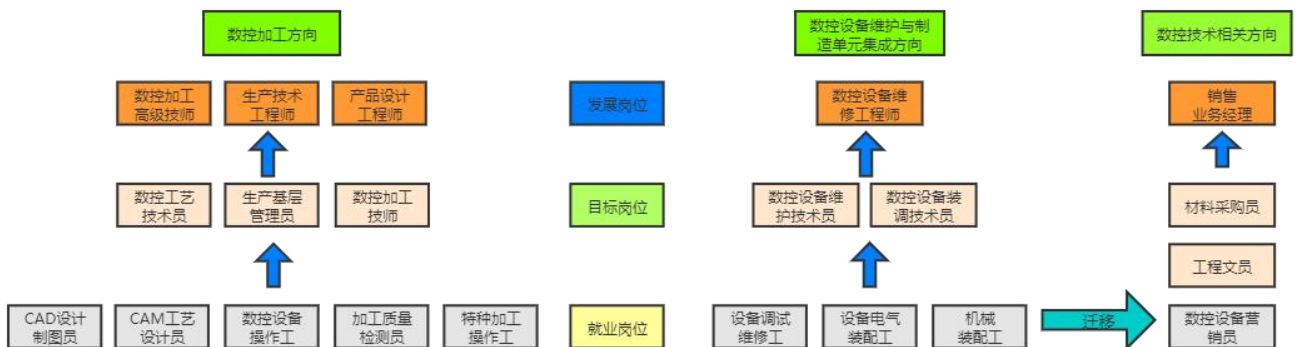 数控加工方向
数控设备维护与制
造单元集成方向
数控技术相关方向
数控加工
高级技师
生产技术
工程师
产品设计
工程师
发展岗位
数控设备维
修工程师
销售
业务经理
数控工艺
技术员
生产基层
管理员
数控加工
技师
目标岗位
数控设备维
护技术员
数控设备装
调技术员
材料采购员
工程文员
CAD设计
制图员
CAM工艺
设计员
数控设备
操作工
加工质量
检测员
特种加工
操作工
就业岗位
设备调试
维修工
设备电气
装配工
机械
装配工
迁移
数控设备营
销员